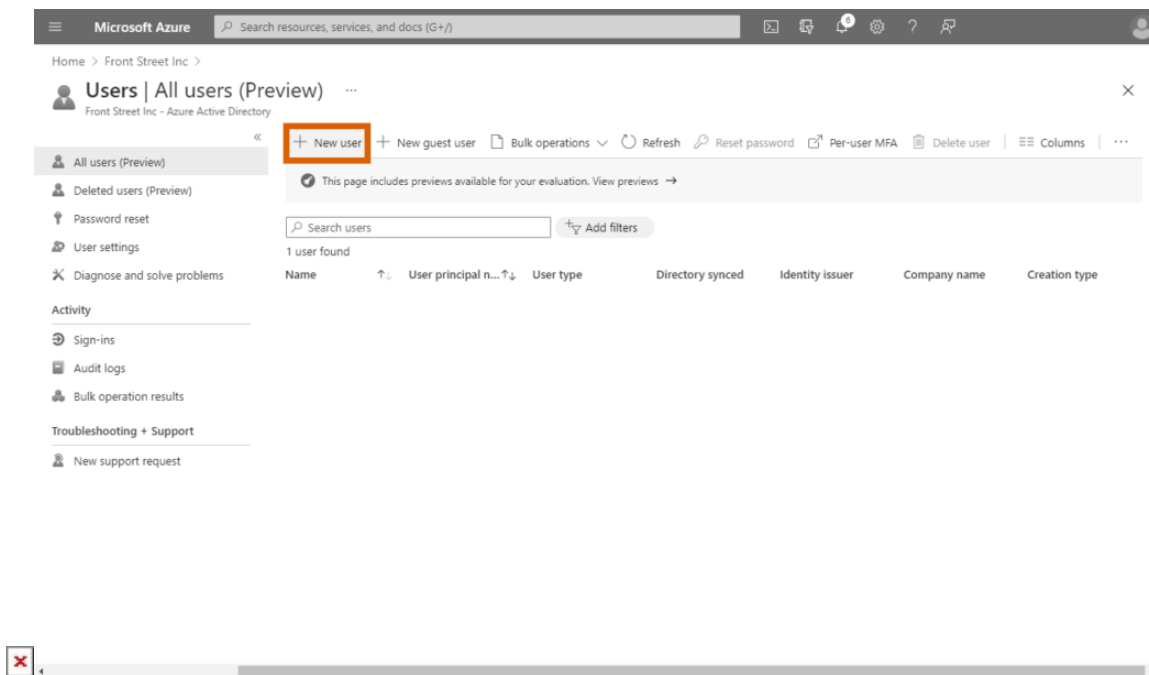 Microsoft Azure Search resources, services, and docs (G+/) 6
Home > Front Street Inc >
Users | All users (Preview) ...
Front Street Inc - Azure Active Directory
« + New user + New guest user Bulk operations Refresh Reset password Per-user MFA Delete user Columns ...
All users (Preview)
Deleted users (Preview)
Password reset
User settings
Diagnose and solve problems
Activity
Sign-ins
Audit logs
Bulk operation results
Troubleshooting + Support
New support request
This page includes previews available for your evaluation. View previews →
Search users Add filters
1 user found
Name ↑↓ User principal n...↑↓ User type Directory synced Identity issuer Company name Creation type